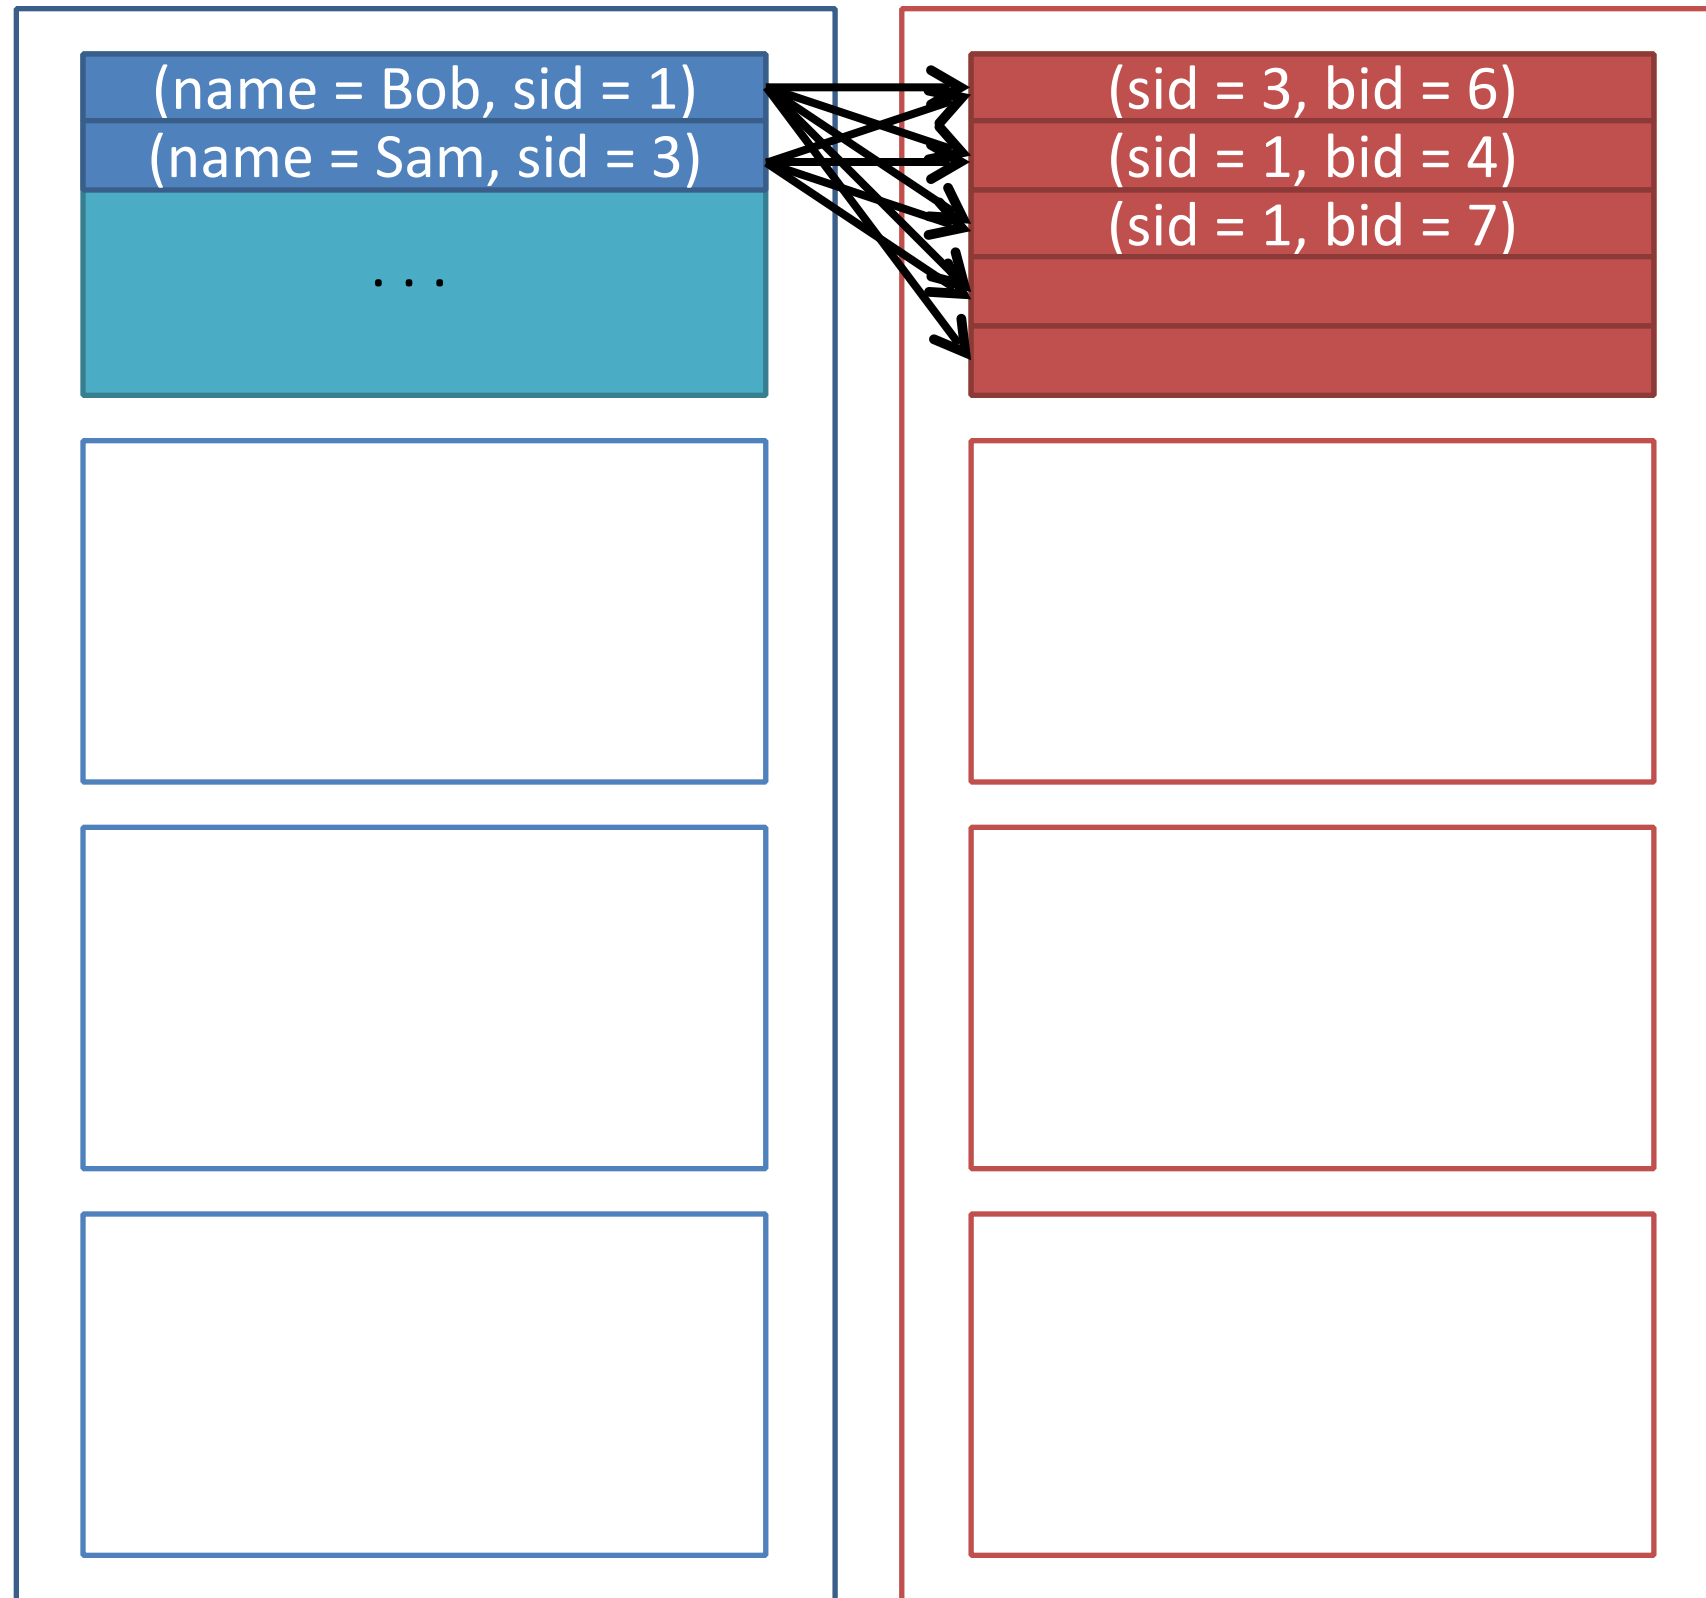 (name = Bob, sid = 1)
(name = Sam, sid = 3)
. . .
(sid = 3, bid = 6)
(sid = 1, bid = 4)
(sid = 1, bid = 7)